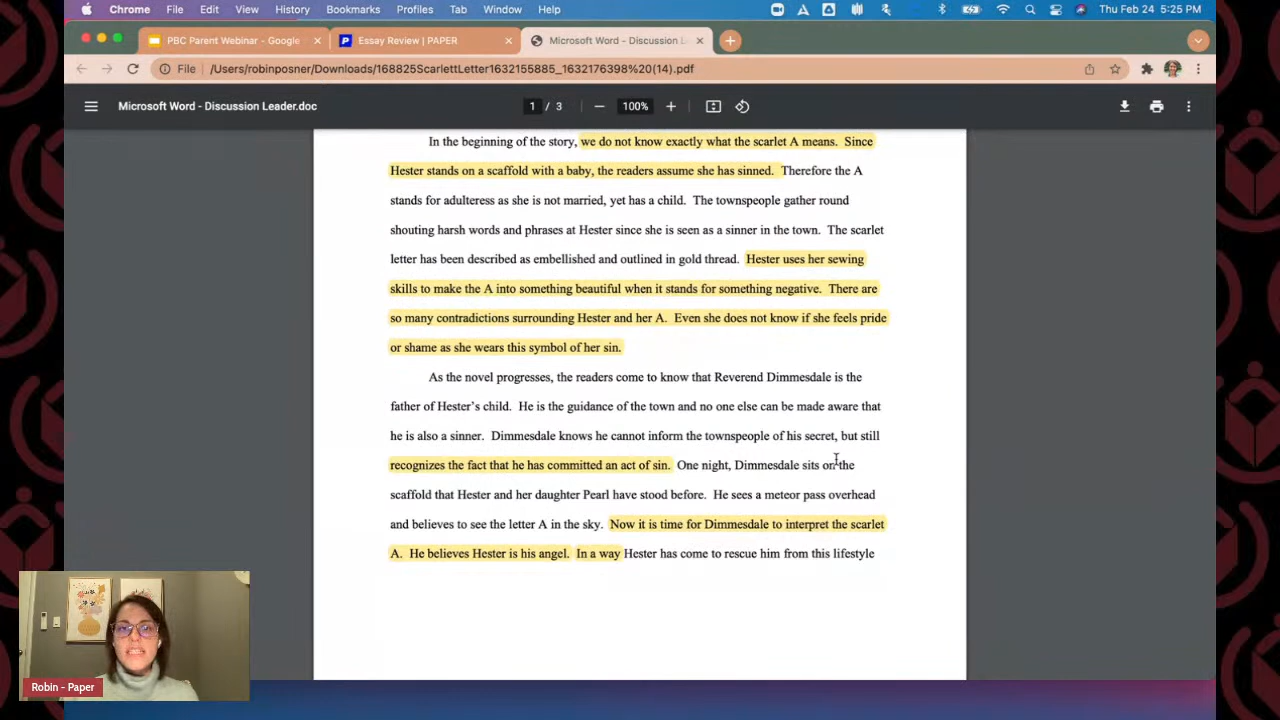 Chrome File Edit View History Bookmarks Profiles Tab Window Help Thu Feb 24 5:25 PM
PBC Parent Webinar - Google Essay Review | PAPER Microsoft Word - Discussion L
File /Users/robinposner/Downloads/168825ScarlettLetter1632155885_1632176398%20(14).pdf
Microsoft Word - Discussion Leader.doc 1 / 3 100%
In the beginning of the story, we do not know exactly what the scarlet A means. Since
Hester stands on a scaffold with a baby, the readers assume she has sinned. Therefore the A
stands for adulteress as she is not married, yet has a child. The townspeople gather round
shouting harsh words and phrases at Hester since she is seen as a sinner in the town. The scarlet
letter has been described as embellished and outlined in gold thread. Hester uses her sewing
skills to make the A into something beautiful when it stands for something negative. There are
so many contradictions surrounding Hester and her A. Even she does not know if she feels pride
or shame as she wears this symbol of her sin.
As the novel progresses, the readers come to know that Reverend Dimmesdale is the
father of Hester's child. He is the guidance of the town and no one else can be made aware that
he is also a sinner. Dimmesdale knows he cannot inform the townspeople of his secret, but still
recognizes the fact that he has committed an act of sin. One night, Dimmesdale sits on the
scaffold that Hester and her daughter Pearl have stood before. He sees a meteor pass overhead
and believes to see the letter A in the sky. Now it is time for Dimmesdale to interpret the scarlet
A. He believes Hester is his angel. In a way Hester has come to rescue him from this lifestyle
Robin - Paper